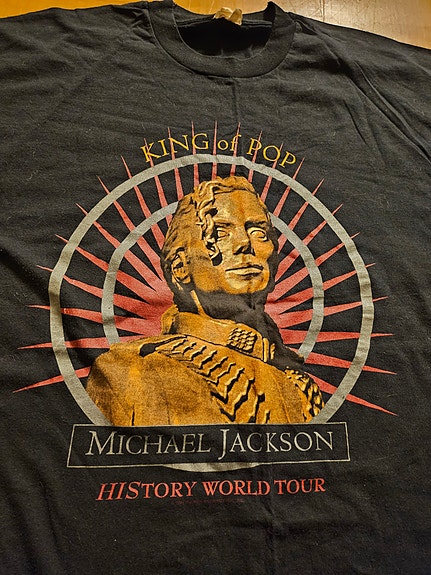 KING of POP
MICHAEL JACKSON
HISTORY WORLD TOUR